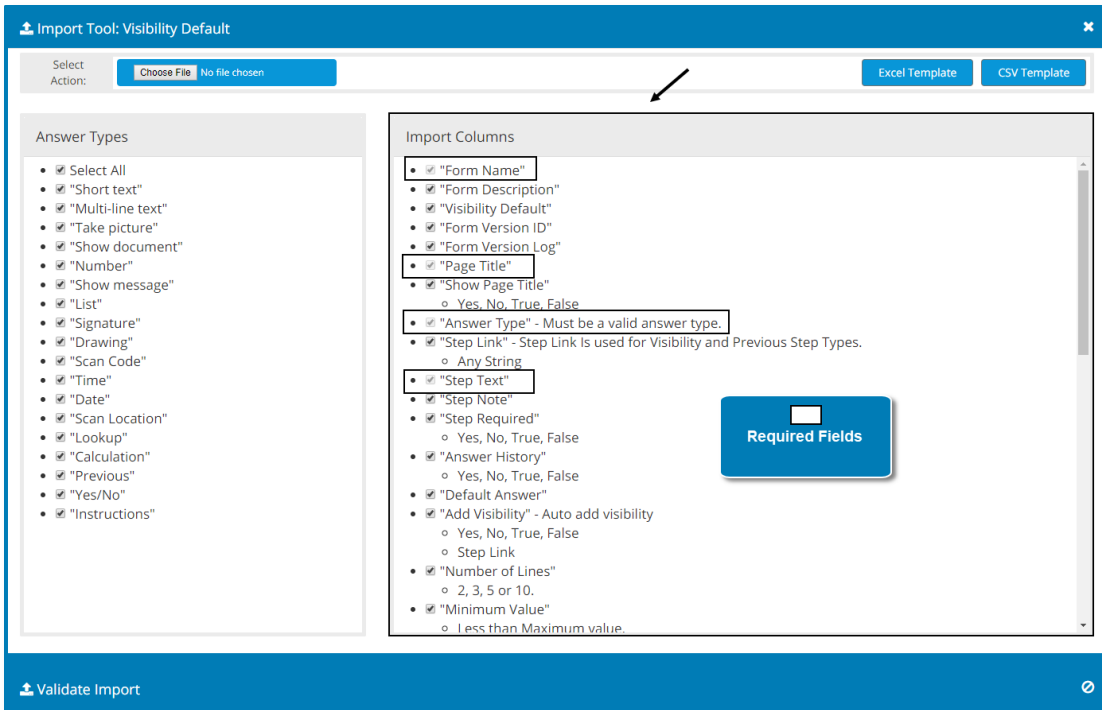 Import Tool: Visibility Default
Select
Action:
Choose File No file chosen
Excel Template
CSV Template
Answer Types
Select All
"Short text"
"Multi-line text"
"Take picture"
"Show document"
"Number"
"Show message"
"List"
"Signature"
"Drawing"
"Scan Code"
"Time"
"Date"
"Scan Location"
"Lookup"
"Calculation"
"Previous"
"Yes/No"
"Instructions"
Import Columns
"Form Name"
"Form Description"
"Visibility Default"
"Form Version ID"
"Form Version Log"
"Page Title"
"Show Page Title"
Yes, No, True, False
"Answer Type" - Must be a valid answer type.
"Step Link" - Step Link Is used for Visibility and Previous Step Types.
Any String
"Step Text"
"Step Note"
"Step Required"
Yes, No, True, False
"Answer History"
Yes, No, True, False
"Default Answer"
"Add Visibility" - Auto add visibility
Yes, No, True, False
Step Link
"Number of Lines"
2, 3, 5 or 10.
"Minimum Value"
Less than Maximum value.
Required Fields
Validate Import